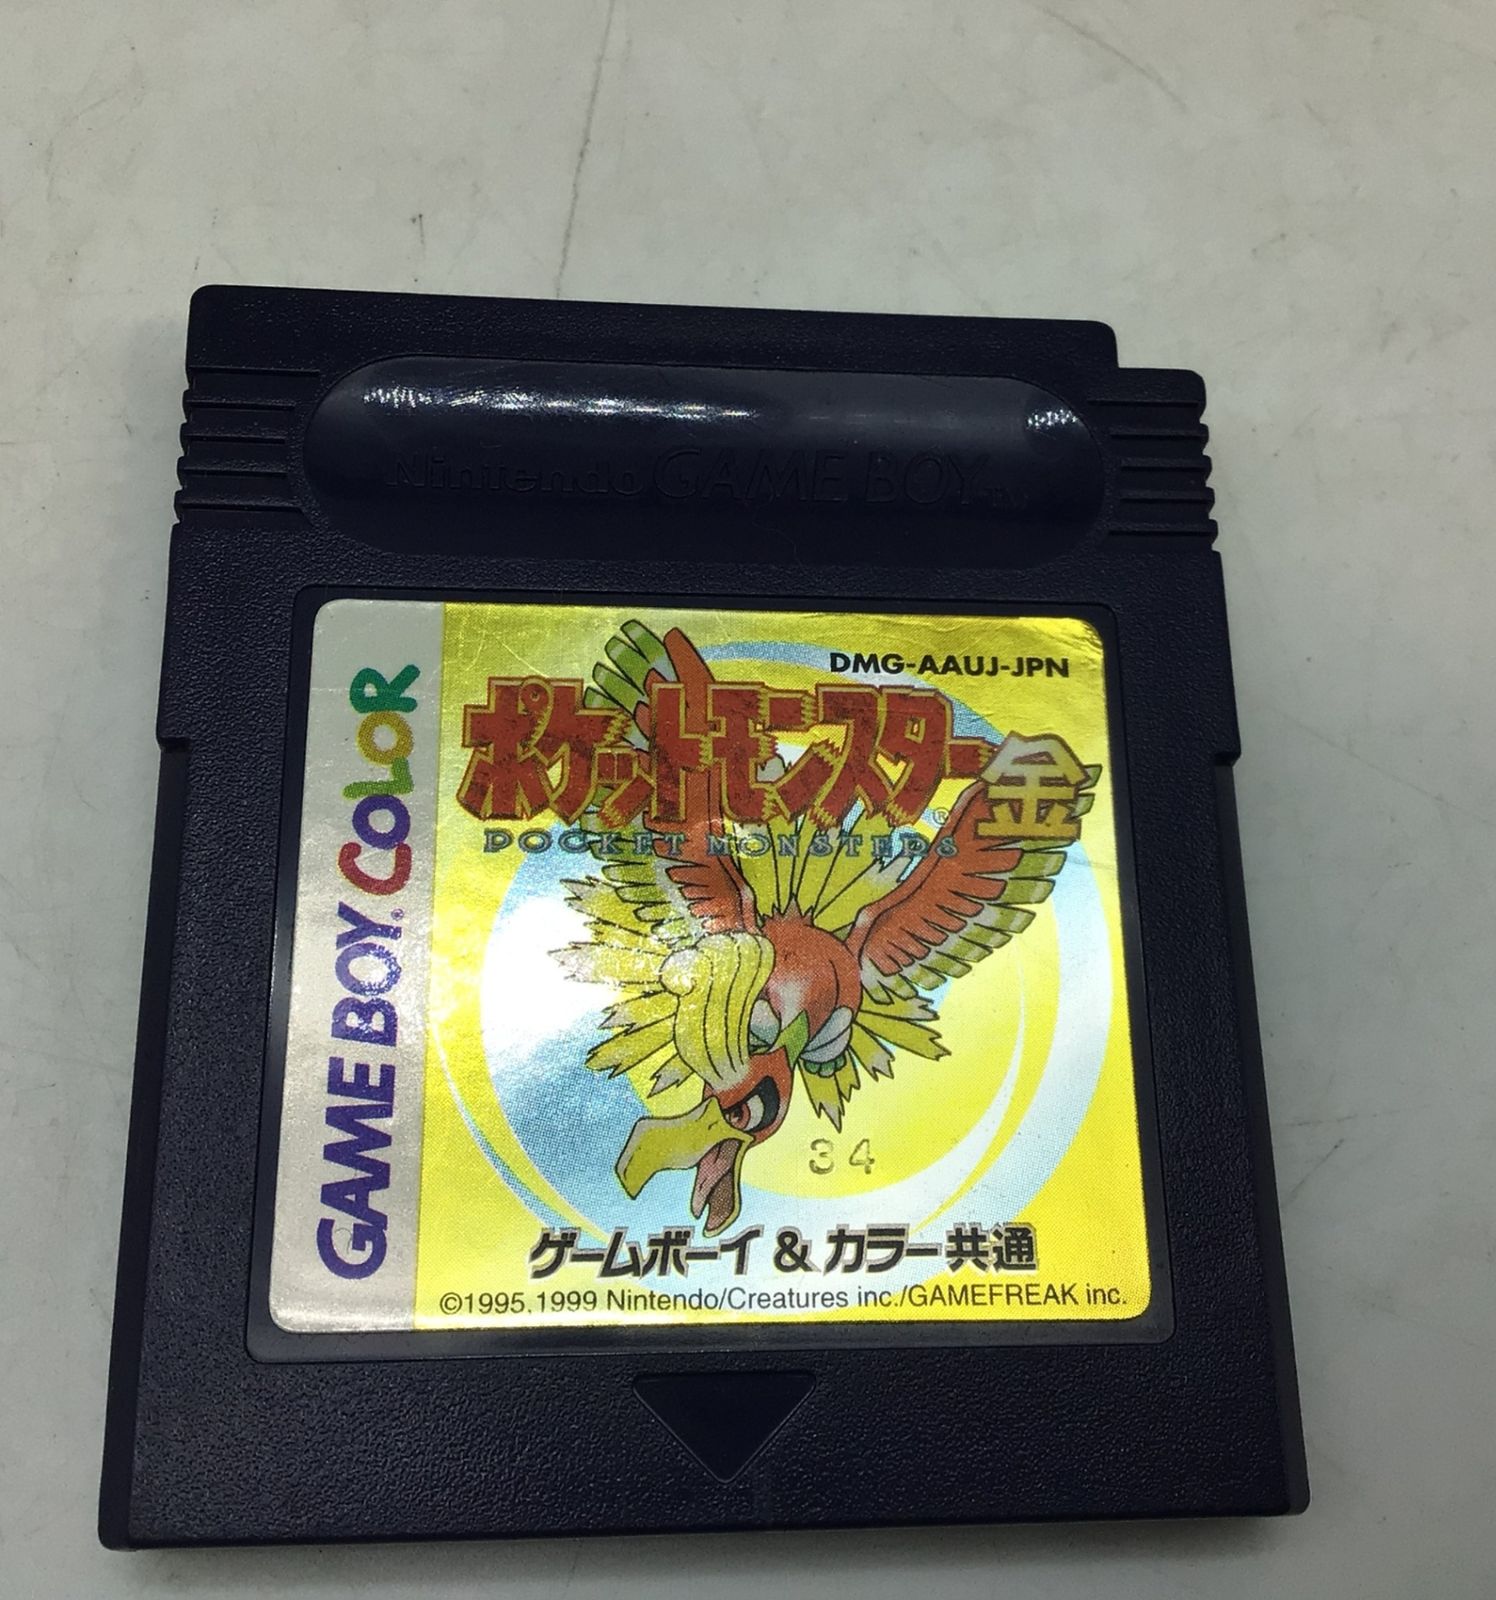 Nintendo GAME BOY TM
GAME BOY® COLOR
DMG-AAUJ-JPN
ポケットモンスター 金
®
POCKET MONSTERS
34
ゲームボーイ & カラー共通
©1995,1999 Nintendo/Creatures inc./GAMEFREAK inc.